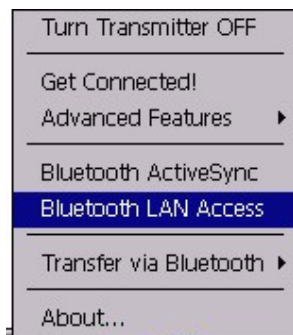 Turn Transmitter OFF
Get Connected!
Advanced Features
Bluetooth ActiveSync
Bluetooth LAN Access
Transfer via Bluetooth
About...